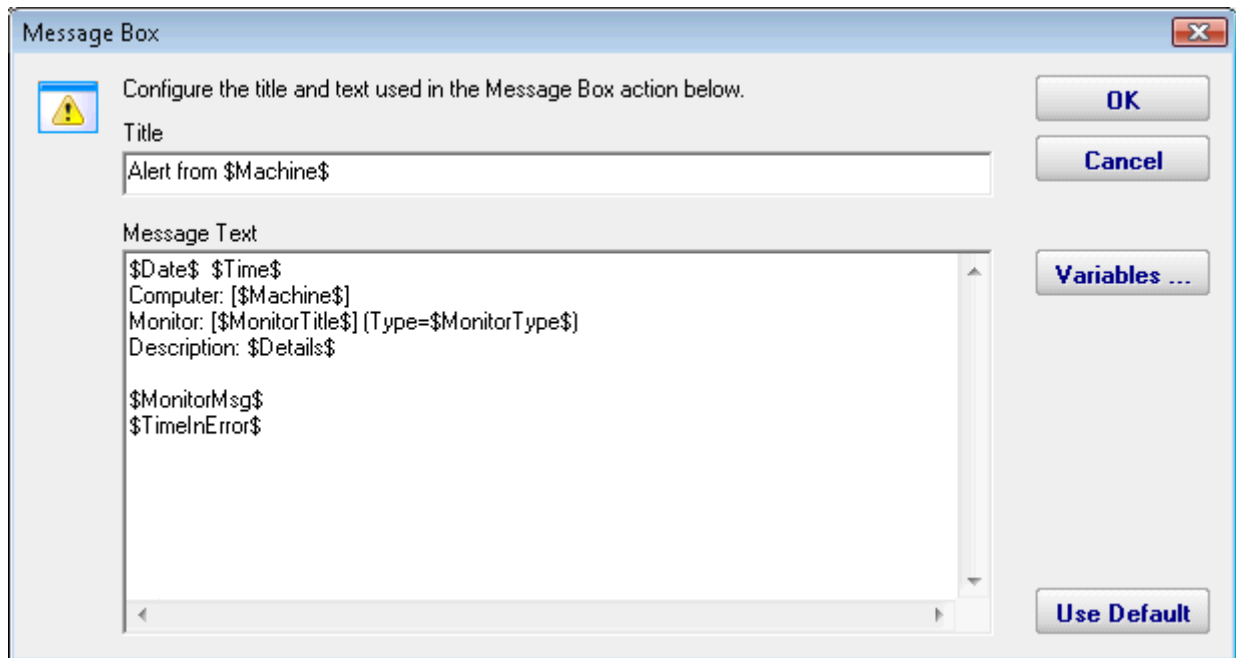 Message Box
Configure the title and text used in the Message Box action below.
OK
Title
Alert from $Machine$
Cancel
Message Text
$Date$  $Time$
Computer: [$Machine$]
Monitor: [$MonitorTitle$] (Type=$MonitorType$)
Description: $Details$
$MonitorMsg$
$TimeInError$
Variables ...
Use Default